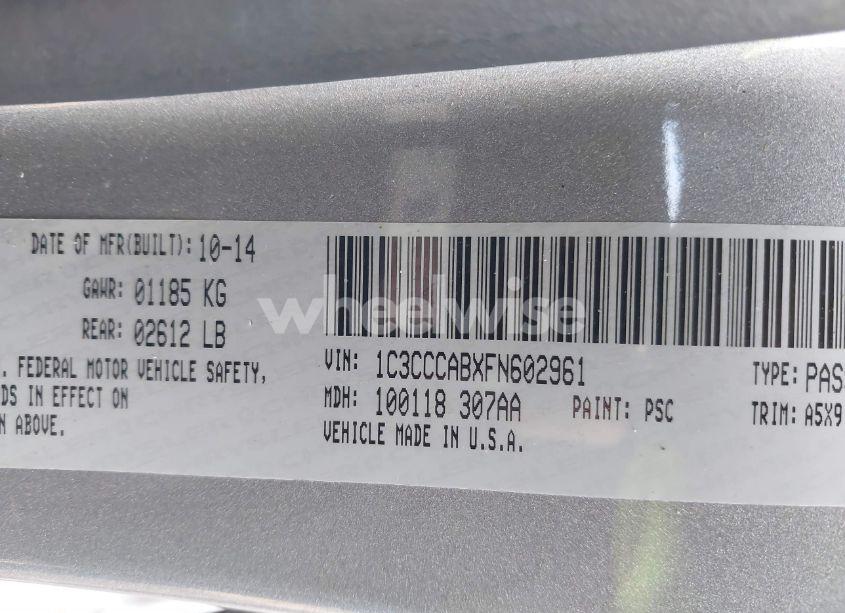 DATE OF MFR(BUILT): 10-14
GAWR: 01185 KG
REAR: 02612 LB
. FEDERAL MOTOR VEHICLE SAFETY,
DS IN EFFECT ON
N ABOVE.
wheelwise
VIN: 1C3CCCABXFN602961
TYPE: PAS
MDH: 100118 307AA PAINT: PSC
TRIM: A5X9
VEHICLE MADE IN U.S.A.